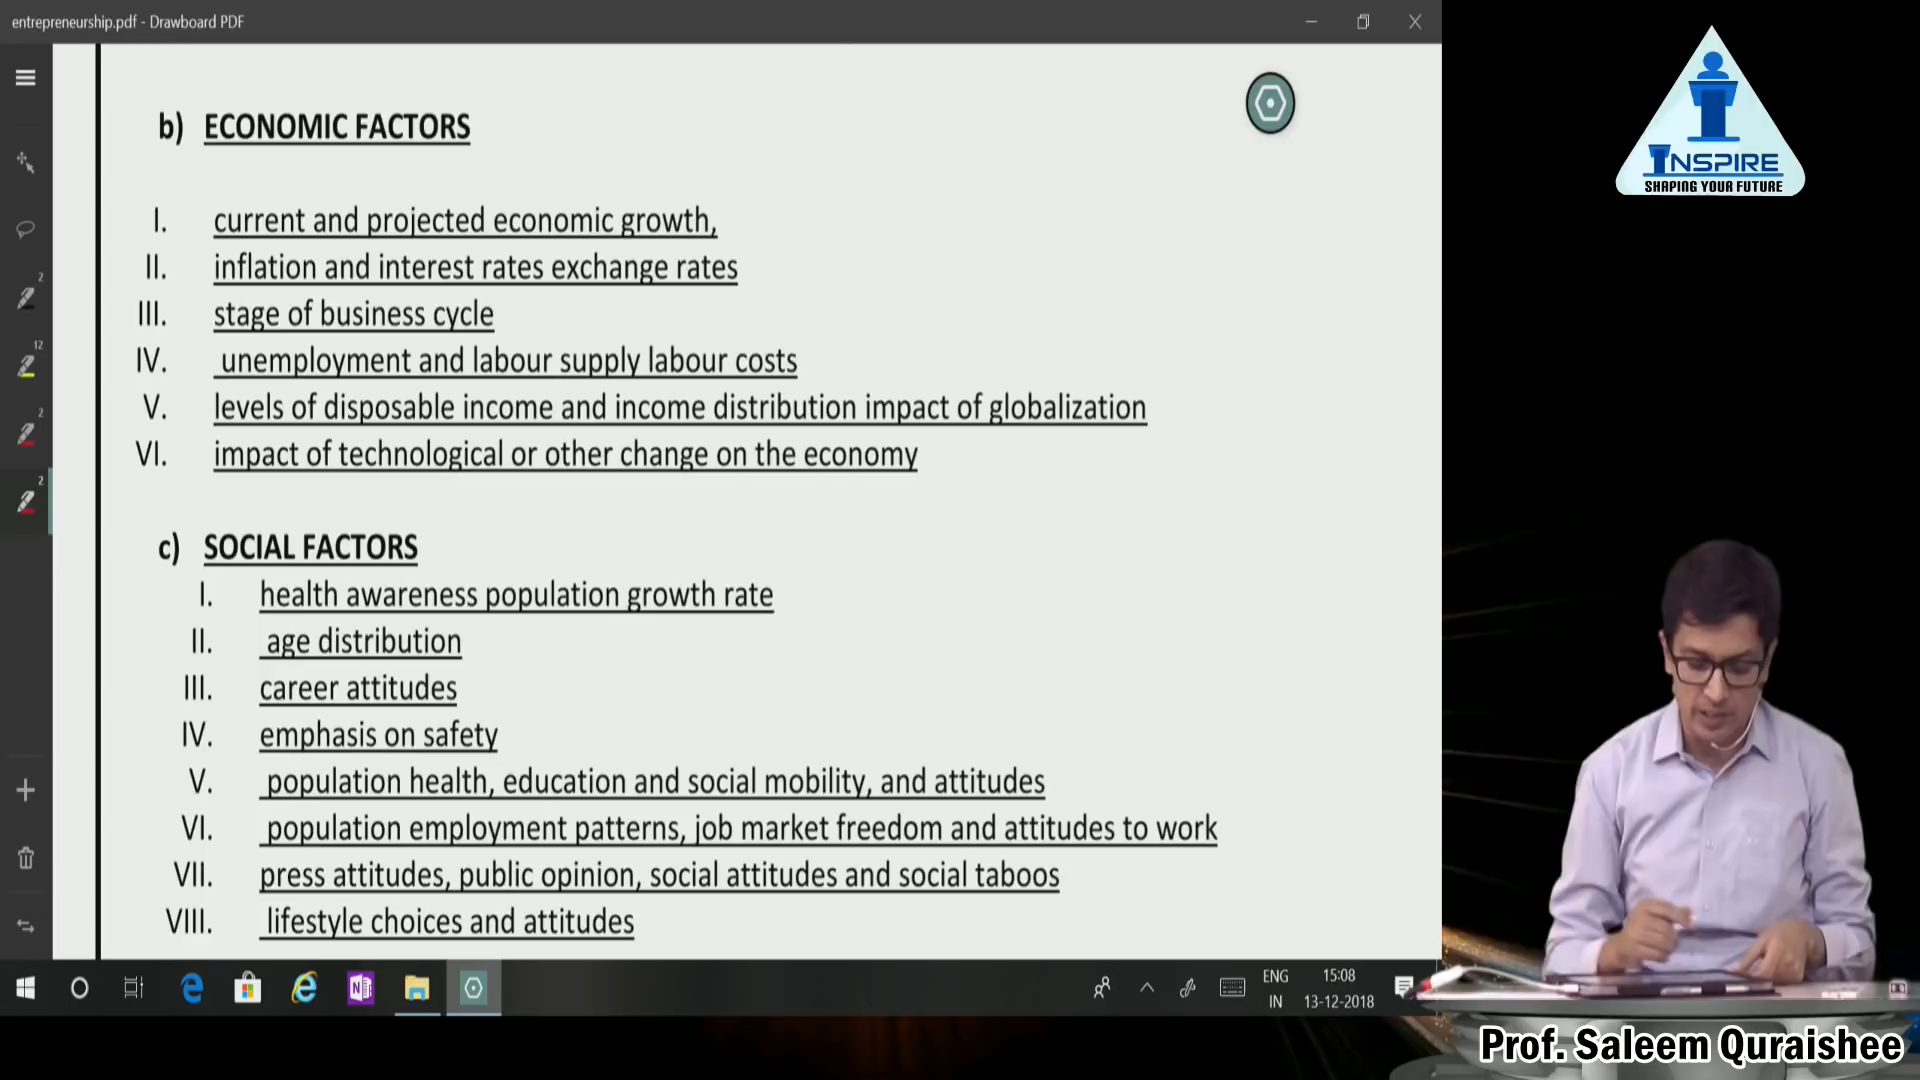 entrepreneurship.pdf - Drawboard PDF
b) ECONOMIC FACTORS
I. current and projected economic growth,
II. inflation and interest rates exchange rates
III. stage of business cycle
IV. unemployment and labour supply labour costs
V. levels of disposable income and income distribution impact of globalization
VI. impact of technological or other change on the economy
c) SOCIAL FACTORS
I. health awareness population growth rate
II. age distribution
III. career attitudes
IV. emphasis on safety
V. population health, education and social mobility, and attitudes
VI. population employment patterns, job market freedom and attitudes to work
VII. press attitudes, public opinion, social attitudes and social taboos
VIII. lifestyle choices and attitudes
2
12
2
2
ENG
IN
15:08
13-12-2018
INSPIRE
SHAPING YOUR FUTURE
Prof. Saleem Quraishee